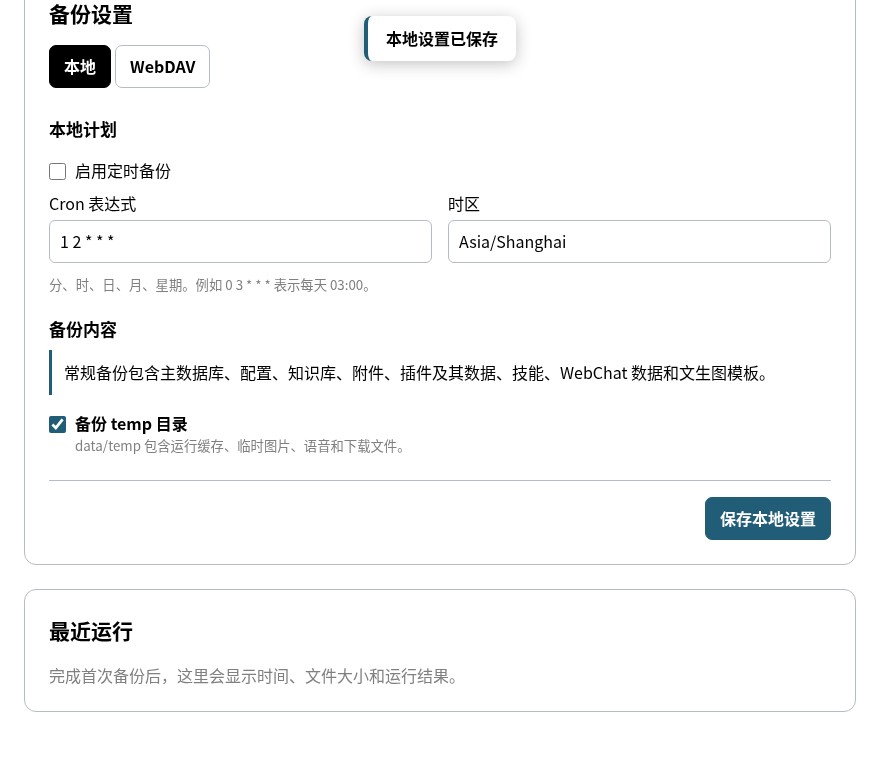 备份设置
本地设置已保存
本地
WebDAV
本地计划
启用定时备份
Cron 表达式
时区
1 2 * * *
Asia/Shanghai
分、时、日、月、星期。例如 0 3 * * * 表示每天 03:00。
备份内容
常规备份包含主数据库、配置、知识库、附件、插件及其数据、技能、WebChat 数据和文生图模板。
备份 temp 目录
data/temp 包含运行缓存、临时图片、语音和下载文件。
保存本地设置
最近运行
完成首次备份后，这里会显示时间、文件大小和运行结果。